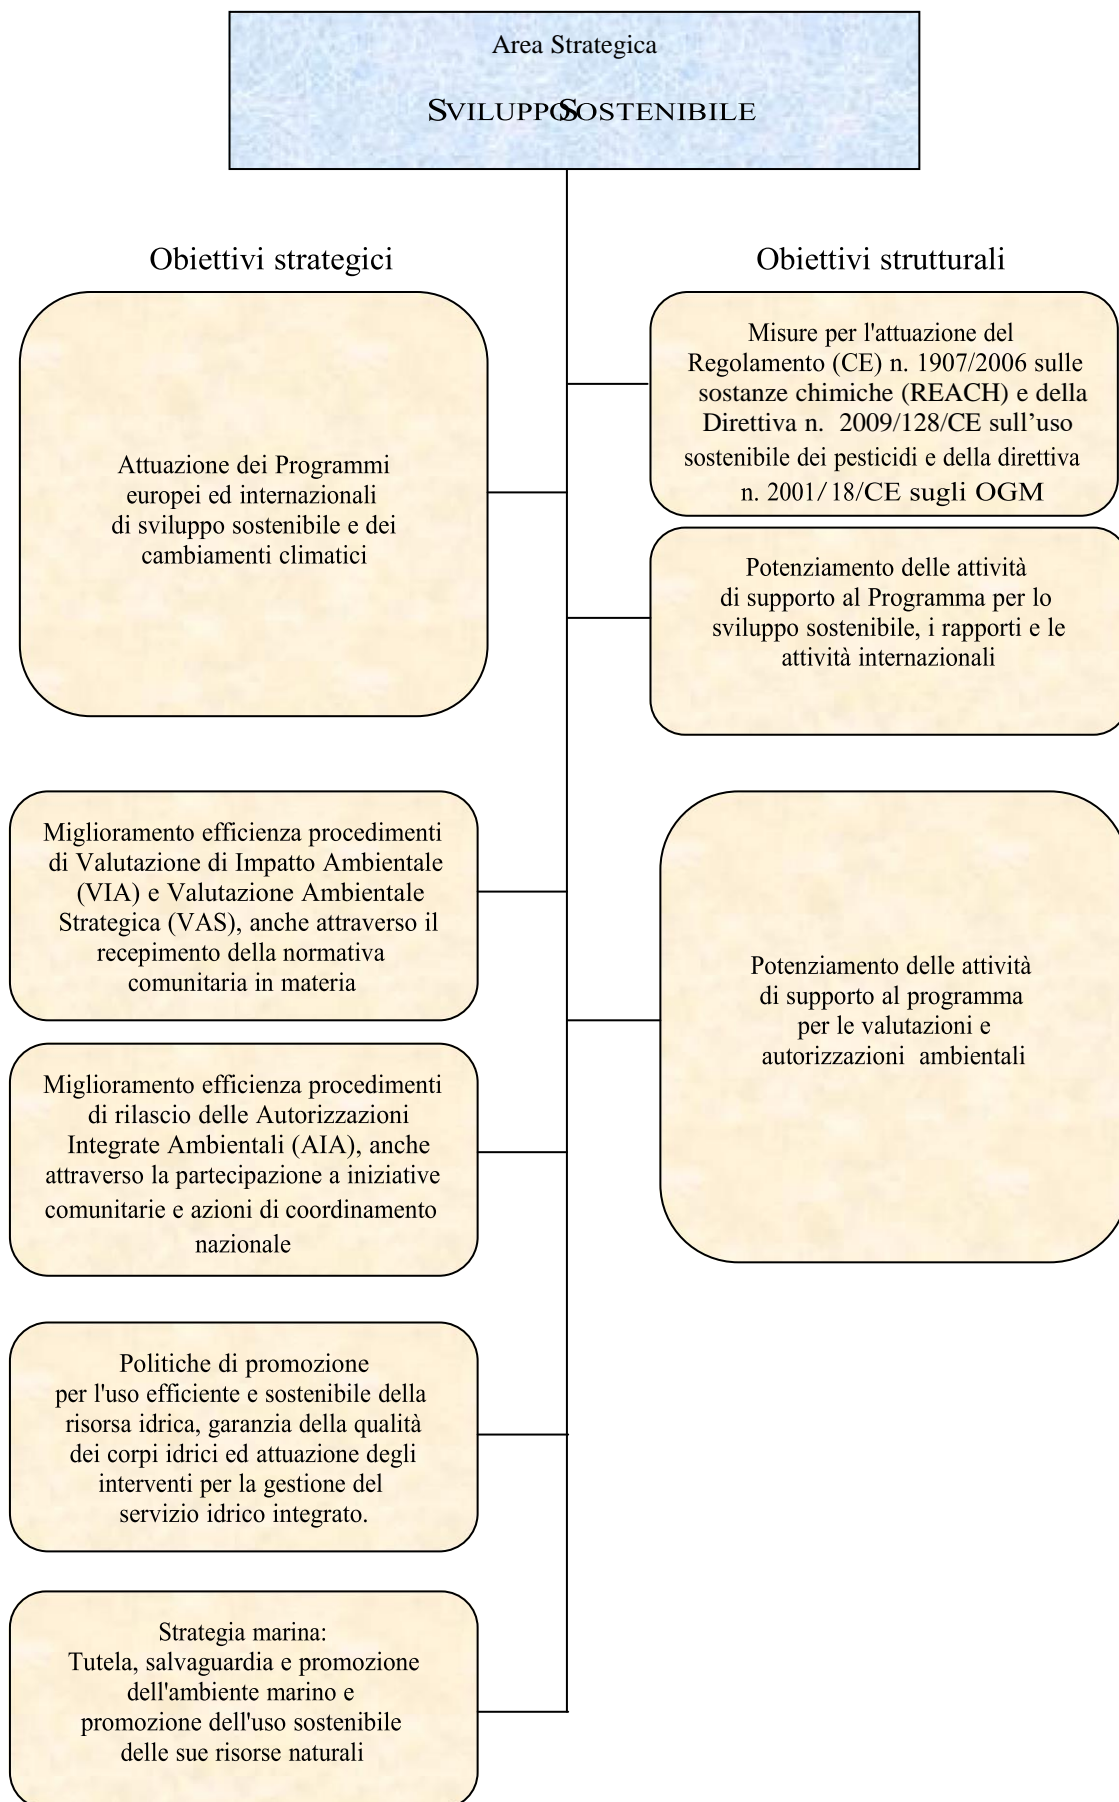 Area Strategica
SVILUPPO SOSTENIBILE
Obiettivi strategici
Attuazione dei Programmi
europei ed internazionali
di sviluppo sostenibile e dei
cambiamenti climatici
Miglioramento efficienza procedimenti
di Valutazione di Impatto Ambientale
(VIA) e Valutazione Ambientale
Strategica (VAS), anche attraverso il
recepimento della normativa
comunitaria in materia
Miglioramento efficienza procedimenti
di rilascio delle Autorizzazioni
Integrate Ambientali (AIA), anche
attraverso la partecipazione a iniziative
comunitarie e azioni di coordinamento
nazionale
Politiche di promozione
per l'uso efficiente e sostenibile della
risorsa idrica, garanzia della qualità
dei corpi idrici ed attuazione degli
interventi per la gestione del
servizio idrico integrato.
Strategia marina:
Tutela, salvaguardia e promozione
dell'ambiente marino e
promozione dell'uso sostenibile
delle sue risorse naturali
Obiettivi strutturali
Misure per l'attuazione del
Regolamento (CE) n. 1907/2006 sulle
sostanze chimiche (REACH) e della
Direttiva n. 2009/128/CE sull’uso
sostenibile dei pesticidi e della direttiva
n. 2001/18/CE sugli OGM
Potenziamento delle attività
di supporto al Programma per lo
sviluppo sostenibile, i rapporti e le
attività internazionali
Potenziamento delle attività
di supporto al programma
per le valutazioni e
autorizzazioni ambientali